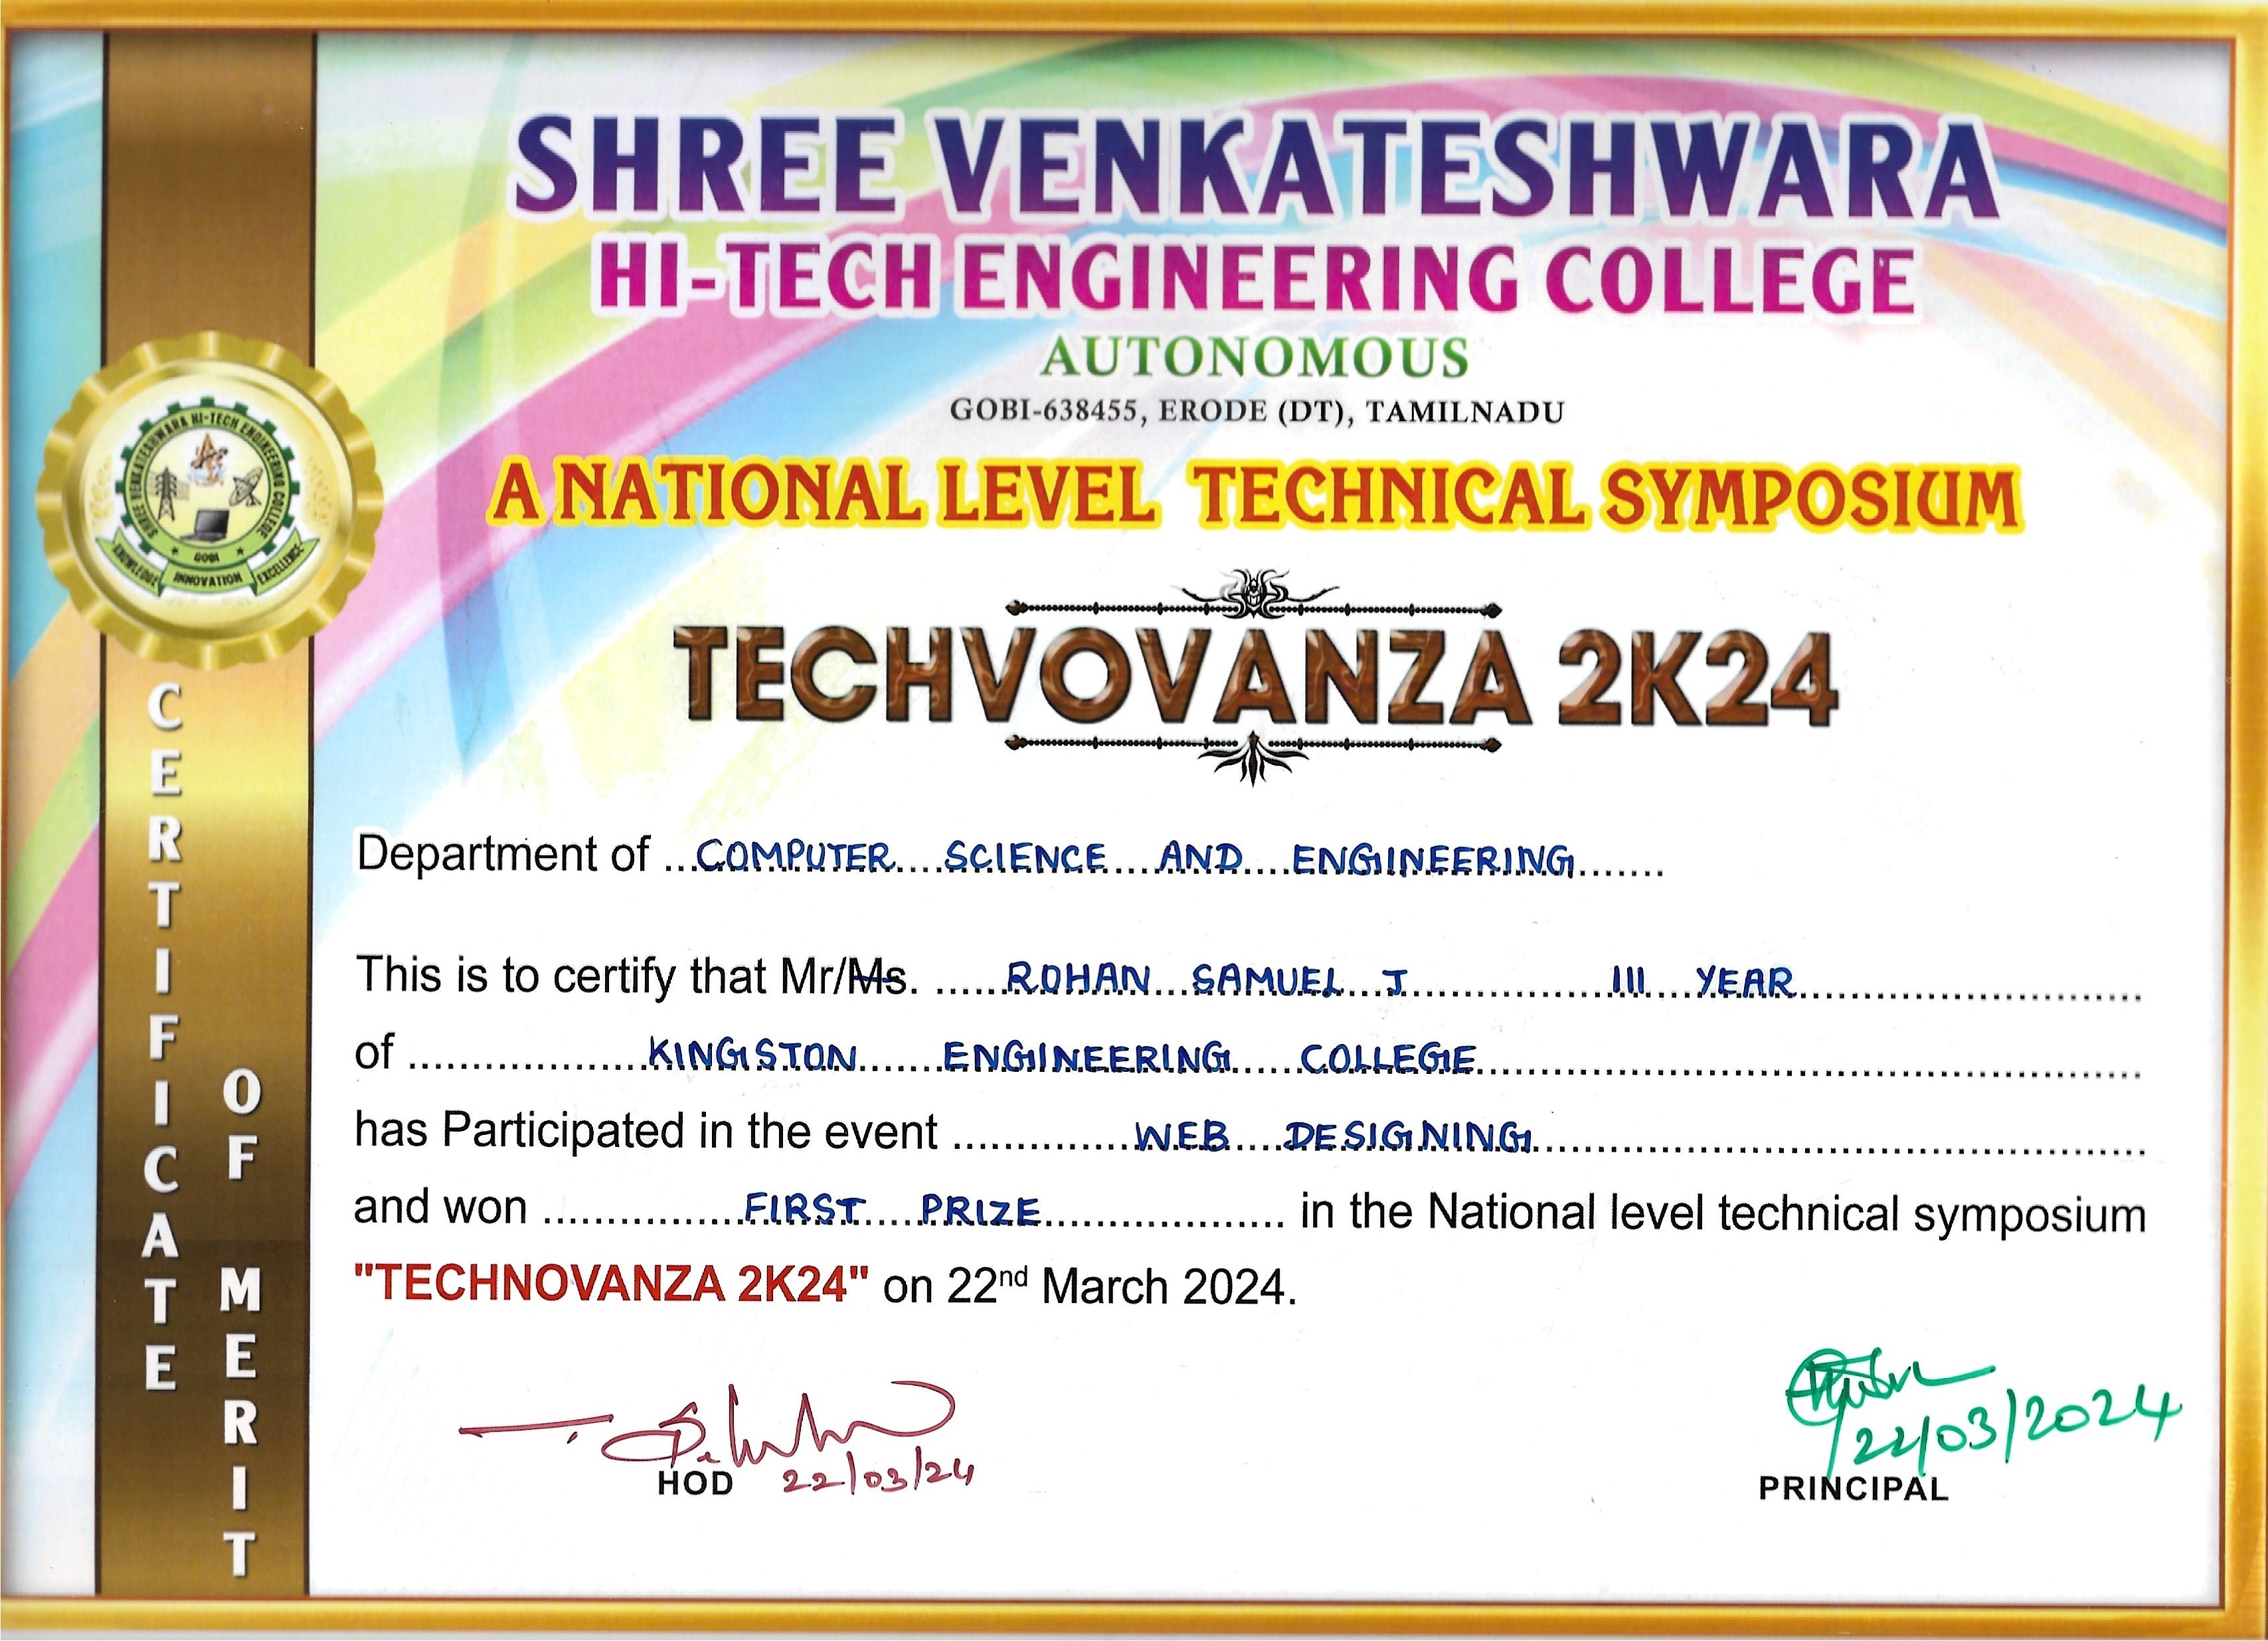 SHREE VENKATESHWARA
HI-TECH ENGINEERING COLLEGE
AUTONOMOUS
GOBI-638455, ERODE (DT), TAMILNADU
A NATIONAL LEVEL TECHNICAL SYMPOSIUM
TECHVOVANZA 2K24
SHREE VENKATESHWARA HI-TECH ENGINEERING COLLEGE
GOBI
KNOWLEDGE INNOVATION EXCELLENCE
CERTIFICATE
OF MERIT
Department of ...COMPUTER SCIENCE AND ENGINEERING.......
This is to certify that Mr/Ms. ......ROHAN SAMUEL J III YEAR......
of ......KINGSTON ENGINEERING COLLEGE......
has Participated in the event ......WEB DESIGNING......
and won ......FIRST PRIZE...... in the National level technical symposium
"TECHNOVANZA 2K24" on 22nd March 2024.
22/03/24
HOD
22/03/2024
PRINCIPAL